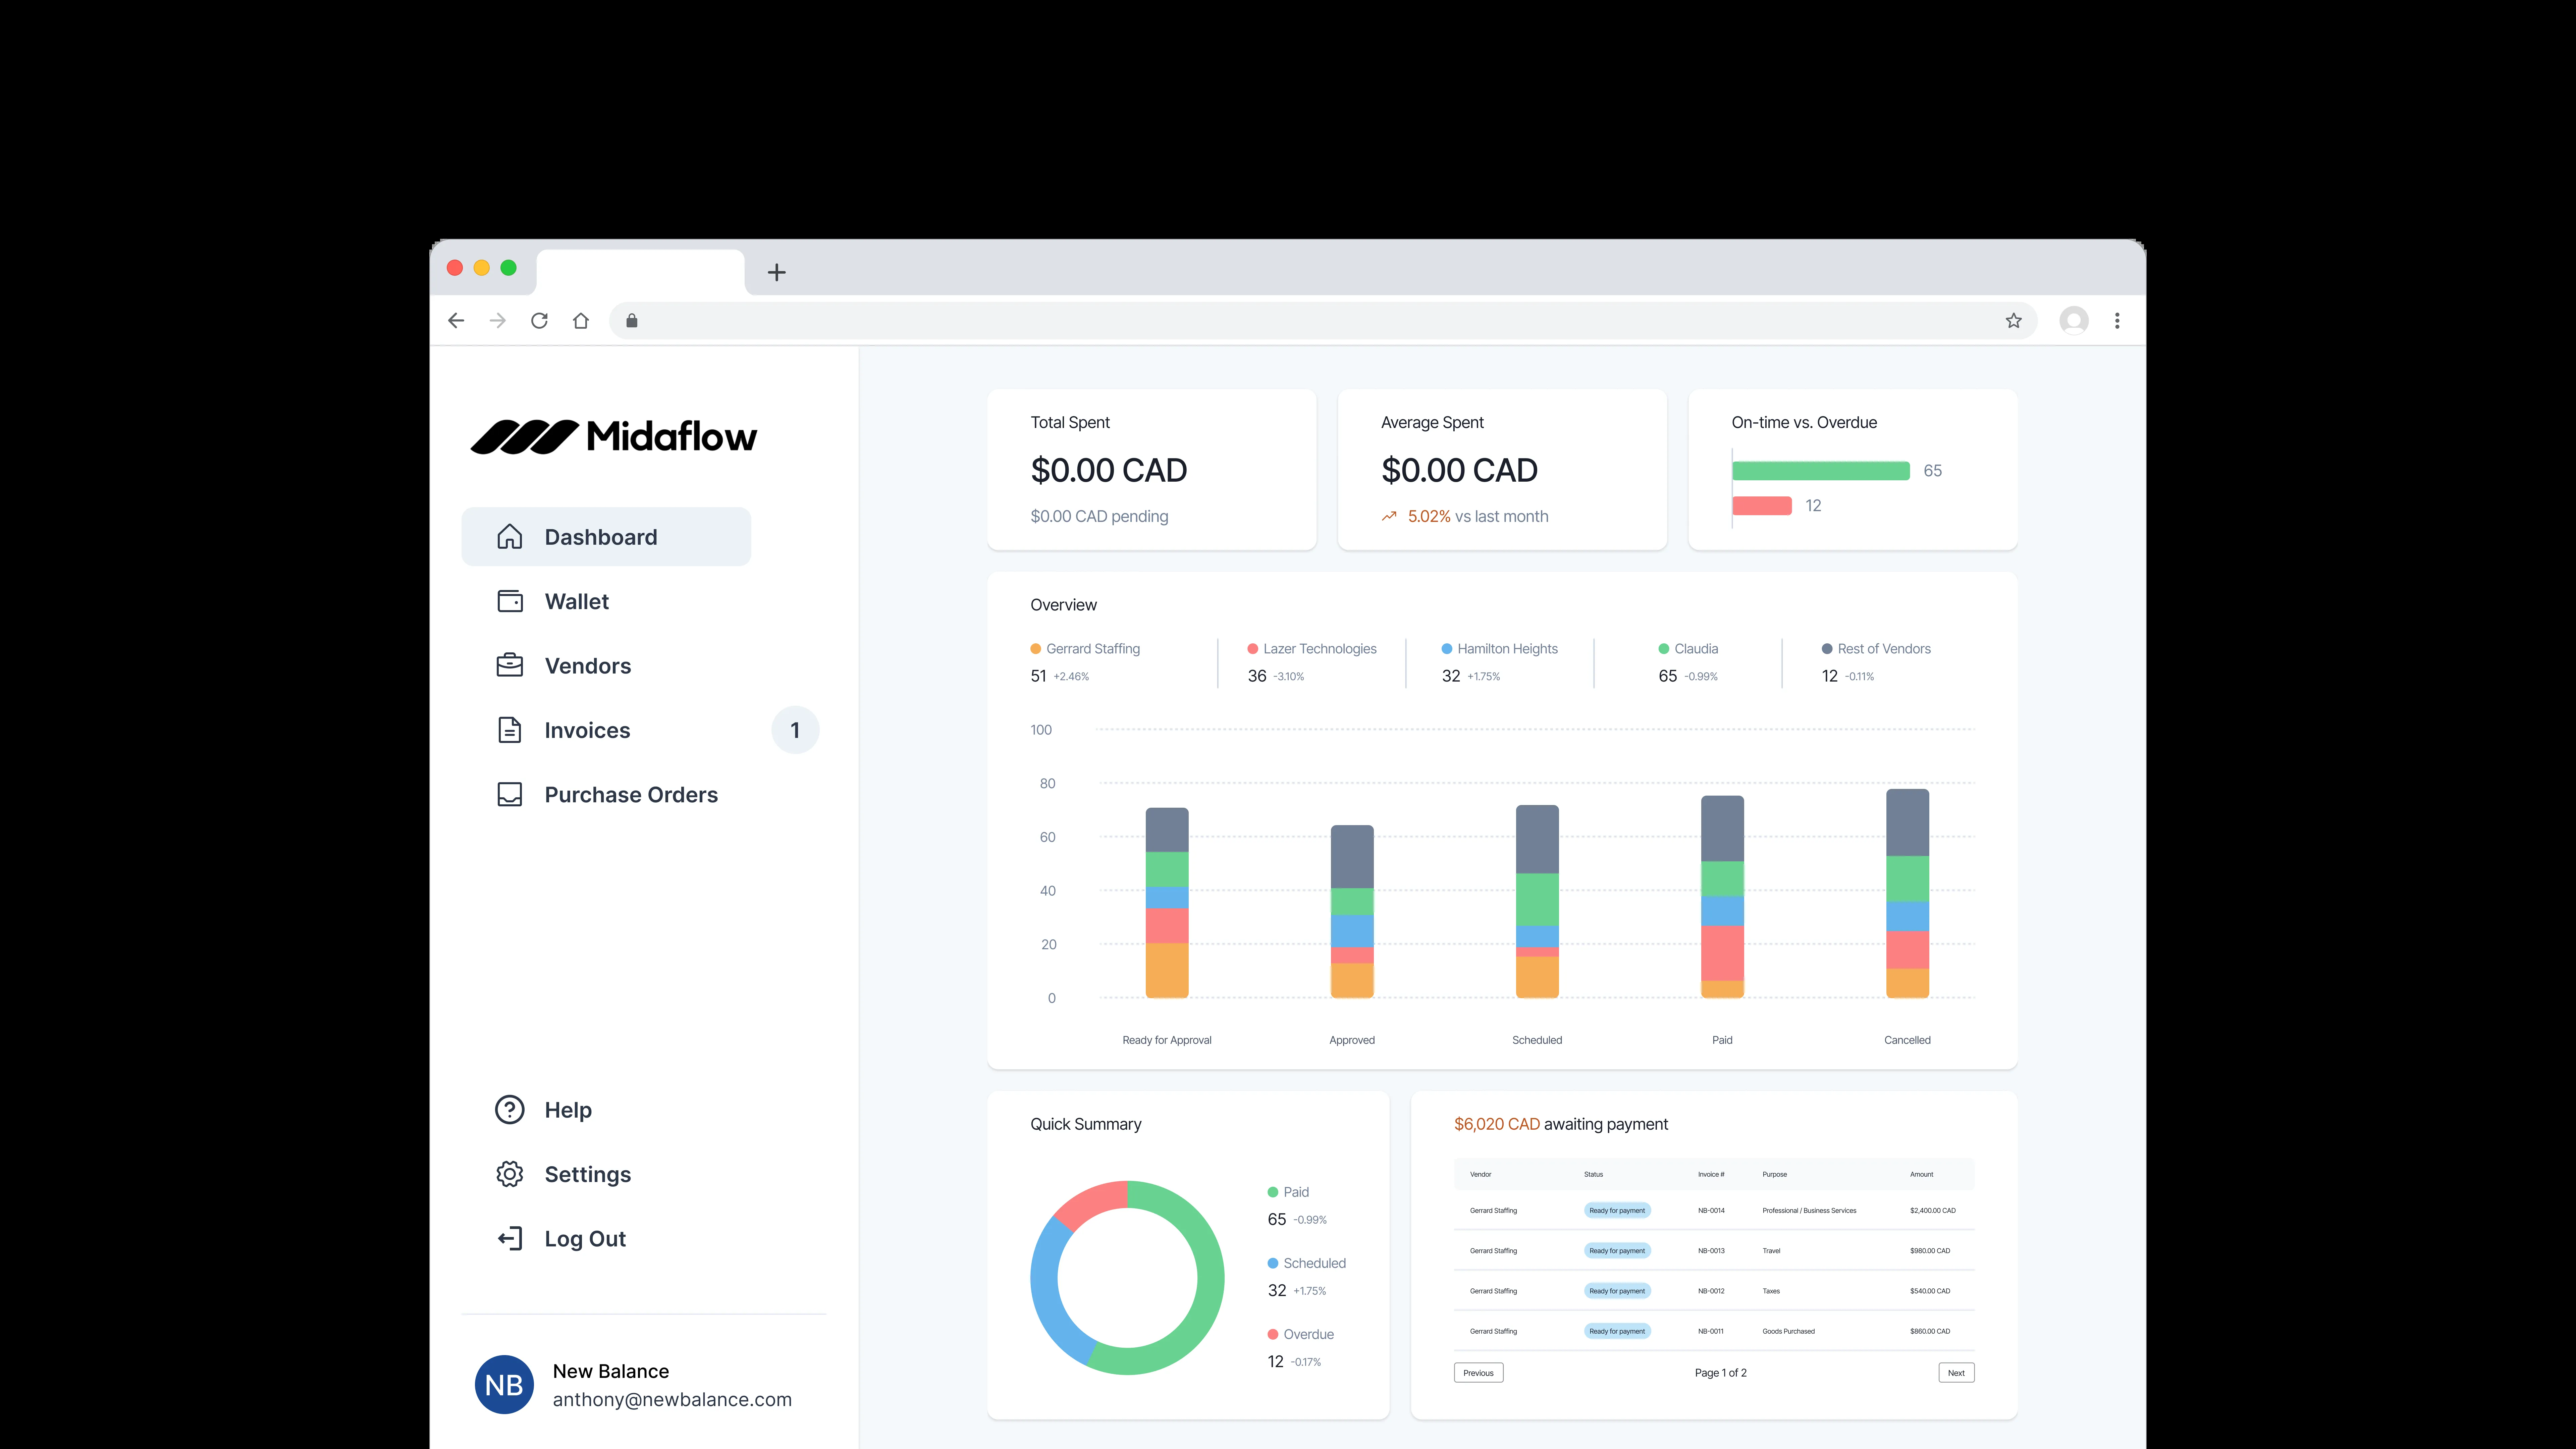 Midaflow
Dashboard
Wallet
Vendors
Invoices 1
Purchase Orders
Help
Settings
Log Out
NB
New Balance
anthony@newbalance.com
Total Spent
$0.00 CAD
$0.00 CAD pending
Average Spent
$0.00 CAD
5.02% vs last month
On-time vs. Overdue
65
12
Overview
Gerrard Staffing
51 +2.46%
Lazer Technologies
36 -3.10%
Hamilton Heights
32 +1.75%
Claudia
65 -0.99%
Rest of Vendors
12 -0.11%
100
80
60
40
20
0
Ready for Approval Approved Scheduled Paid Cancelled
Quick Summary
Paid
65 -0.99%
Scheduled
32 +1.75%
Overdue
12 -0.17%
$6,020 CAD awaiting payment
Vendor Status Invoice # Purpose Amount
Gerrard Staffing Ready for payment NB-0014 Professional / Business Services $2,400.00 CAD
Gerrard Staffing Ready for payment NB-0013 Travel $980.00 CAD
Gerrard Staffing Ready for payment NB-0012 Taxes $540.00 CAD
Gerrard Staffing Ready for payment NB-0011 Goods Purchased $860.00 CAD
Previous Page 1 of 2 Next